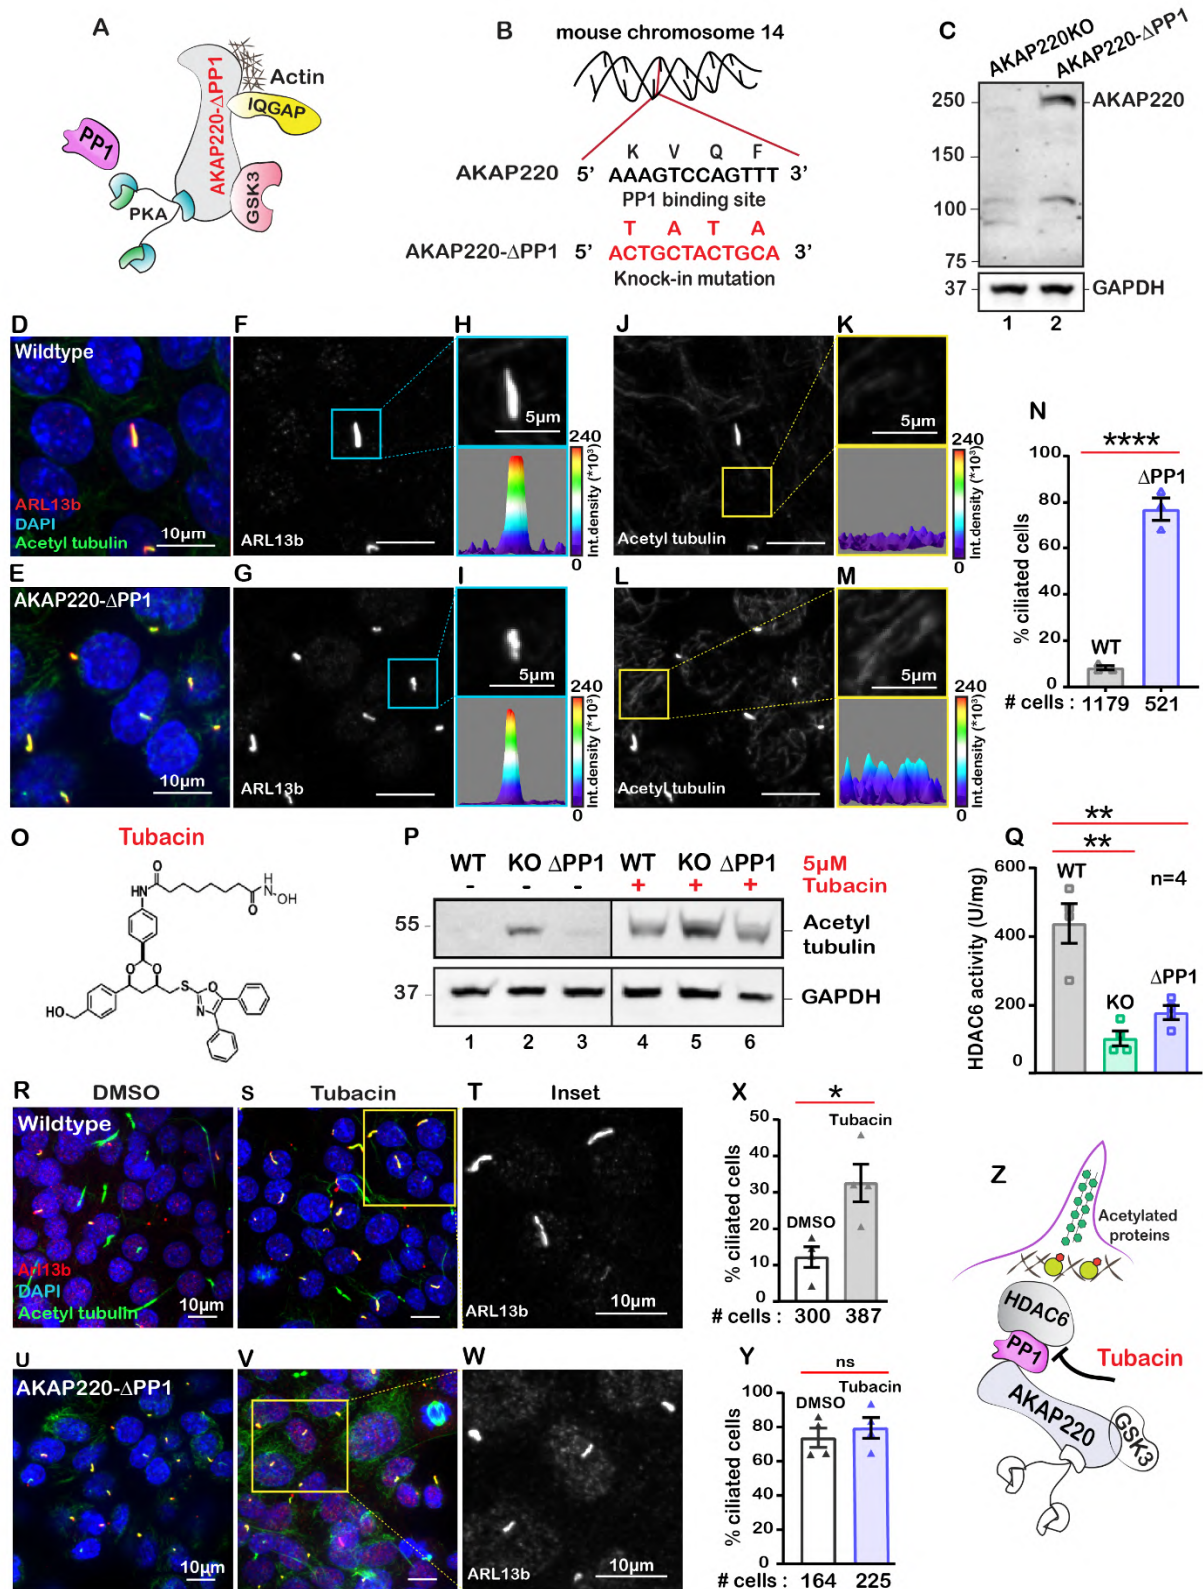 A
AKAP220-ΔPP1
Actin
IQGAP
PP1
PKA
GSK3
B
mouse chromosome 14
K V Q F
AKAP220 5' AAAGTCCAGTTT 3'
PP1 binding site
T A T A
AKAP220-ΔPP1 5' ACTGCTACTGCA 3'
Knock-in mutation
C
AKAP220KO
AKAP220-ΔPP1
250
AKAP220
150
100
75
37
GAPDH
1 2
D
Wildtype
ARL13b
DAPI
Acetyl tubulin
10μm
F
ARL13b
H
5μm
240
Int.density (*10³)
0
J
Acetyl tubulin
K
5μm
240
Int.density (*10³)
0
E
AKAP220-ΔPP1
10μm
G
ARL13b
I
5μm
240
Int.density (*10³)
0
L
Acetyl tubulin
M
5μm
240
Int.density (*10³)
0
N
****
% ciliated cells
100
80
60
40
20
0
WT
ΔPP1
# cells : 1179 521
O
Tubacin
O
NH
H
N
OH
O
O O
S
O
N
HO
P
WT KO ΔPP1 WT KO ΔPP1 5μM
- - - + + + Tubacin
55
Acetyl
tubulin
37
GAPDH
1 2 3 4 5 6
Q
**
**
HDAC6 activity (U/mg)
600
400
200
0
WT
KO
ΔPP1
n=4
R
DMSO
Wildtype
Arl13b
DAPI
Acetyl tubulin
10μm
S
Tubacin
T
Inset
ARL13b
10μm
X
*
% ciliated cells
50
40
30
20
10
0
DMSO
Tubacin
# cells : 300 387
U
AKAP220-ΔPP1
10μm
V
W
ARL13b
10μm
Y
ns
% ciliated cells
100
80
60
40
20
0
DMSO
Tubacin
# cells : 164 225
Z
Acetylated
proteins
HDAC6
PP1
Tubacin
AKAP220
GSK3